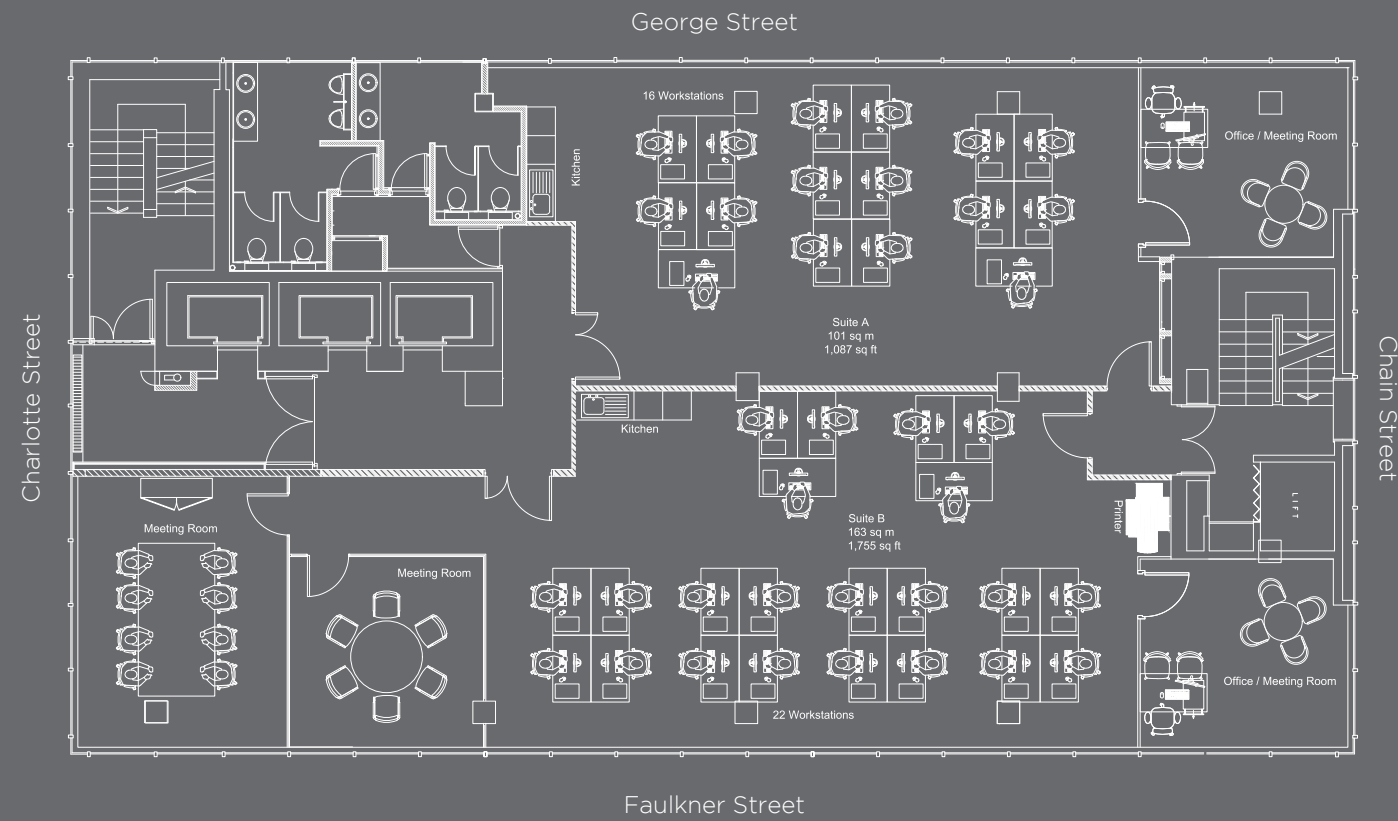 George Street
16 Workstations
Office / Meeting Room
Kitchen
Suite A
101 sq m
1,087 sq ft
Charlotte Street
Chain Street
Kitchen
Meeting Room
Suite B
163 sq m
1,755 sq ft
Printer
LIFT
Meeting Room
Office / Meeting Room
22 Workstations
Faulkner Street